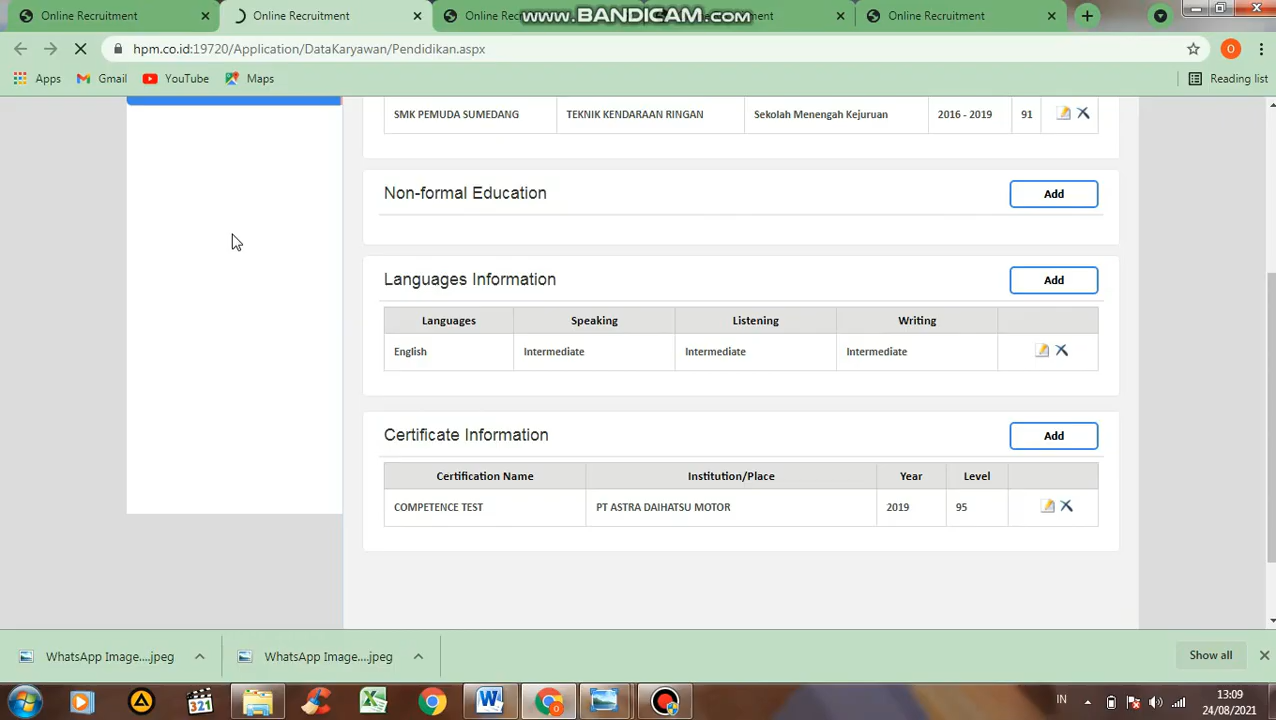 Online Recruitment
Online Recruitment
Online Re
www.BANDICAM.com
ment
Online Recruitment
hpm.co.id:19720/Application/DataKaryawan/Pendidikan.aspx
O
Apps
Gmail
YouTube
Maps
Reading list
SMK PEMUDA SUMEDANG
TEKNIK KENDARAAN RINGAN
Sekolah Menengah Kejuruan
2016 - 2019
91
Non-formal Education
Add
Languages Information
Add
Languages
Speaking
Listening
Writing
English
Intermediate
Intermediate
Intermediate
Certificate Information
Add
Certification Name
Institution/Place
Year
Level
COMPETENCE TEST
PT ASTRA DAIHATSU MOTOR
2019
95
WhatsApp Image....jpeg
WhatsApp Image....jpeg
Show all
321
IN
13:09
24/08/2021